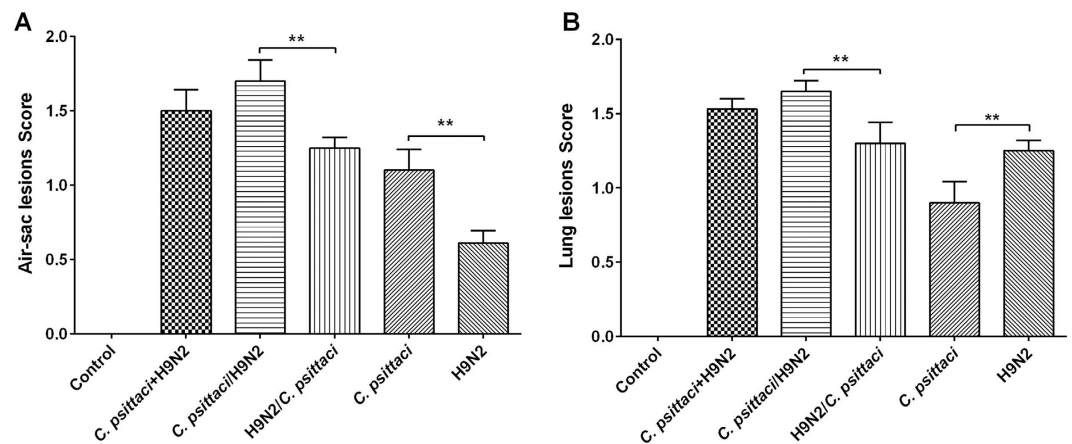 A
Air-sac lesions Score
2.0
1.5
1.0
0.5
0.0
**
**
Control
C. psittaci+H9N2
C. psittaci/H9N2
H9N2/C. psittaci
C. psittaci
H9N2
B
Lung lesions Score
2.0
1.5
1.0
0.5
0.0
**
**
Control
C. psittaci+H9N2
C. psittaci/H9N2
H9N2/C. psittaci
C. psittaci
H9N2